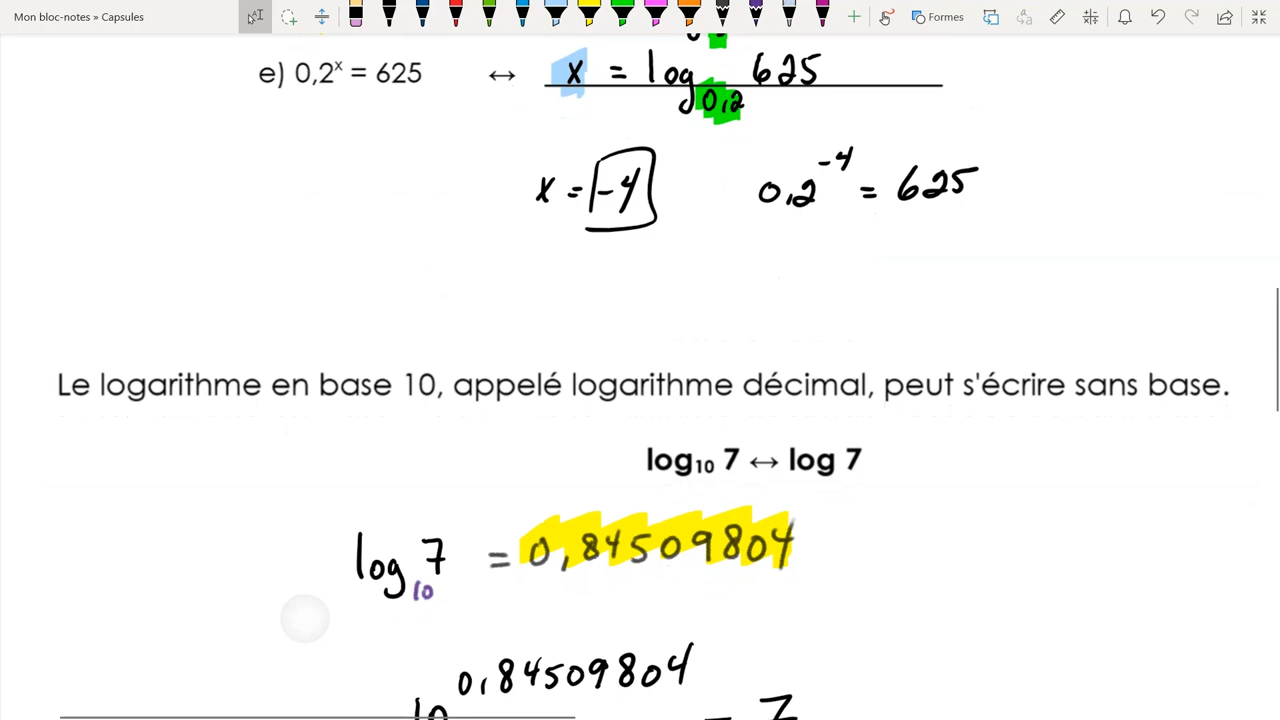 Mon bloc-notes » Capsules
Formes
e) 0,2ˣ = 625 ↔ x = log₀,₂ 625
x = -4 0,2⁻⁴ = 625
Le logarithme en base 10, appelé logarithme décimal, peut s'écrire sans base.
log₁₀ 7 ↔ log 7
log₁₀ 7 = 0,84509804
10^0,84509804 = 7